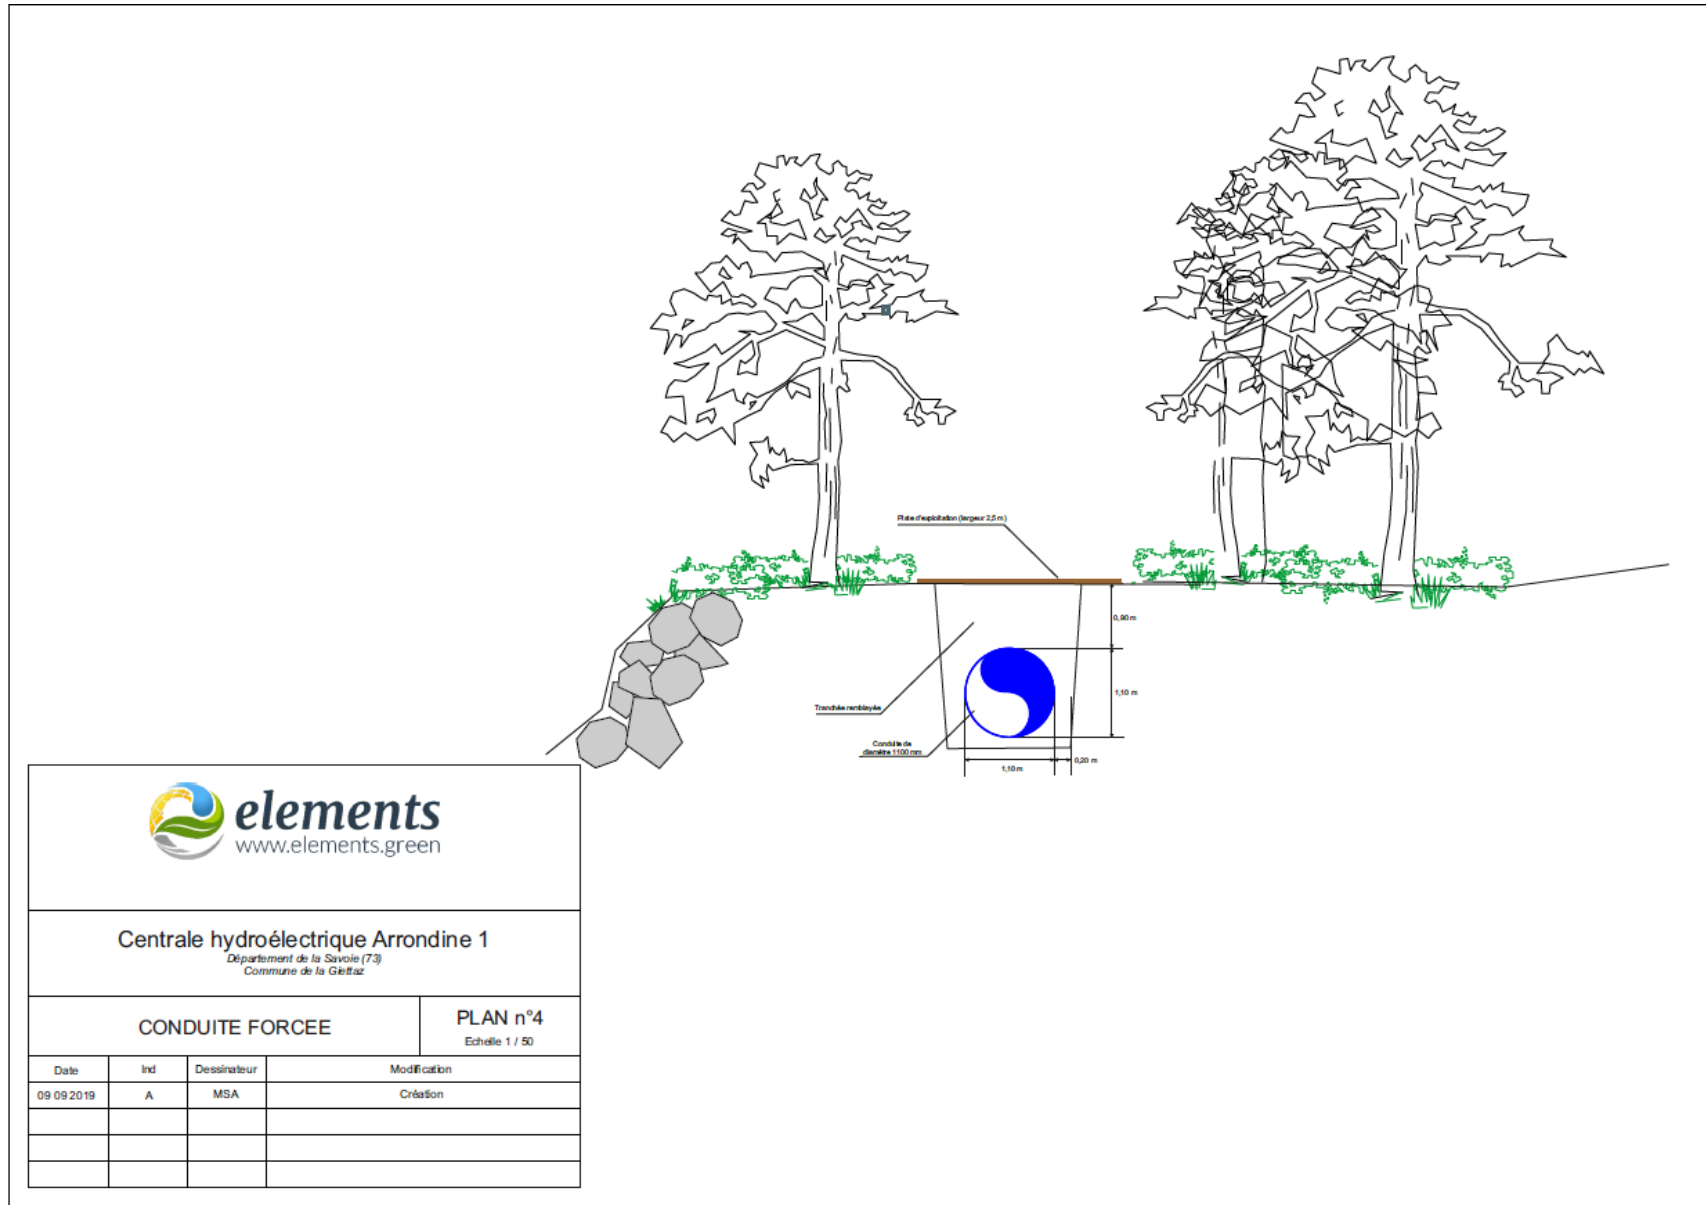 Piste d'exploitation (largeur 2,5 m)
0,90 m
1,10 m
Tranchée remblayée
Conduite de
diamètre 1100 mm
1,10 m
0,20 m
elements
www.elements.green
Centrale hydroélectrique Arrondine 1
Département de la Savoie (73)
Commune de la Giettaz
CONDUITE FORCEE
PLAN n°4
Echelle 1 / 50
Date Ind Dessinateur Modification
09 09 2019 A MSA Création